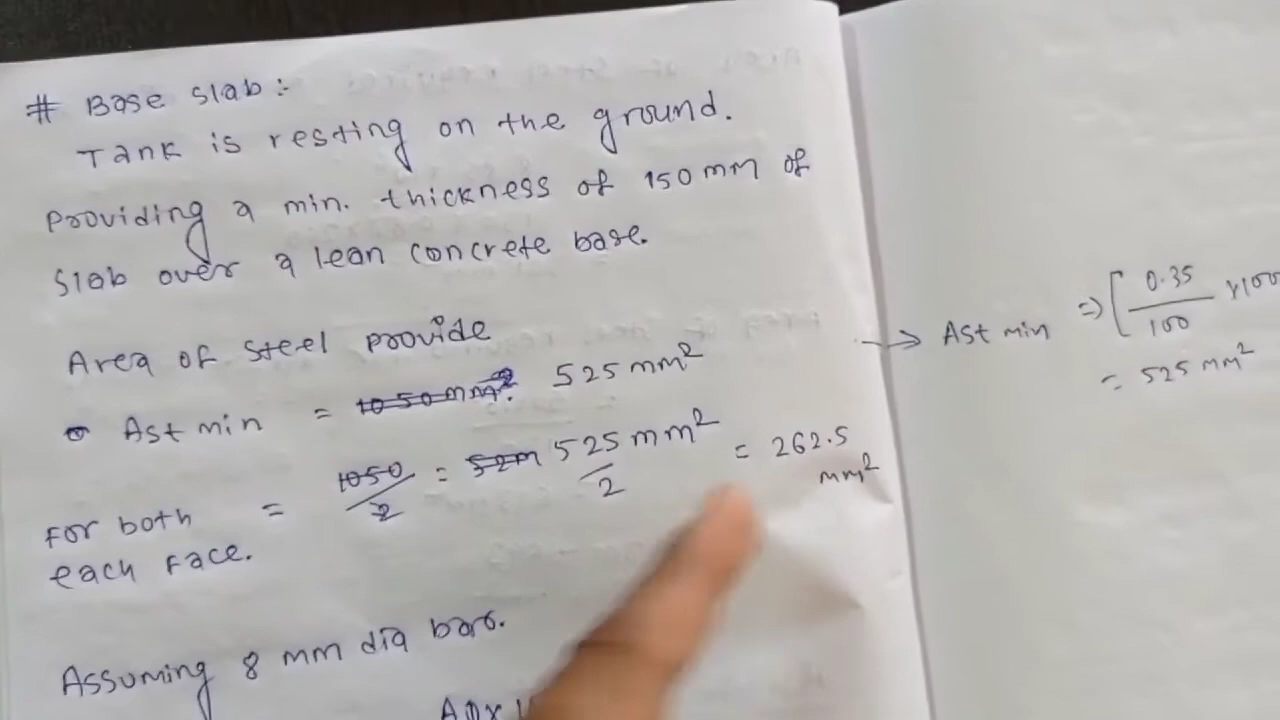 # Base slab :-
Tank is resting on the ground.
Providing a min. thickness of 150 mm of
slab over a lean concrete base.
Area of steel provide
Ast min = 1050 mm² 525 mm²
For both = 1050/2 = 525 mm²/2 = 262.5 mm²
each Face.
Assuming 8 mm dia bars.
→ Ast min ⇒ [ 0.35/100 ×100
= 525 mm²